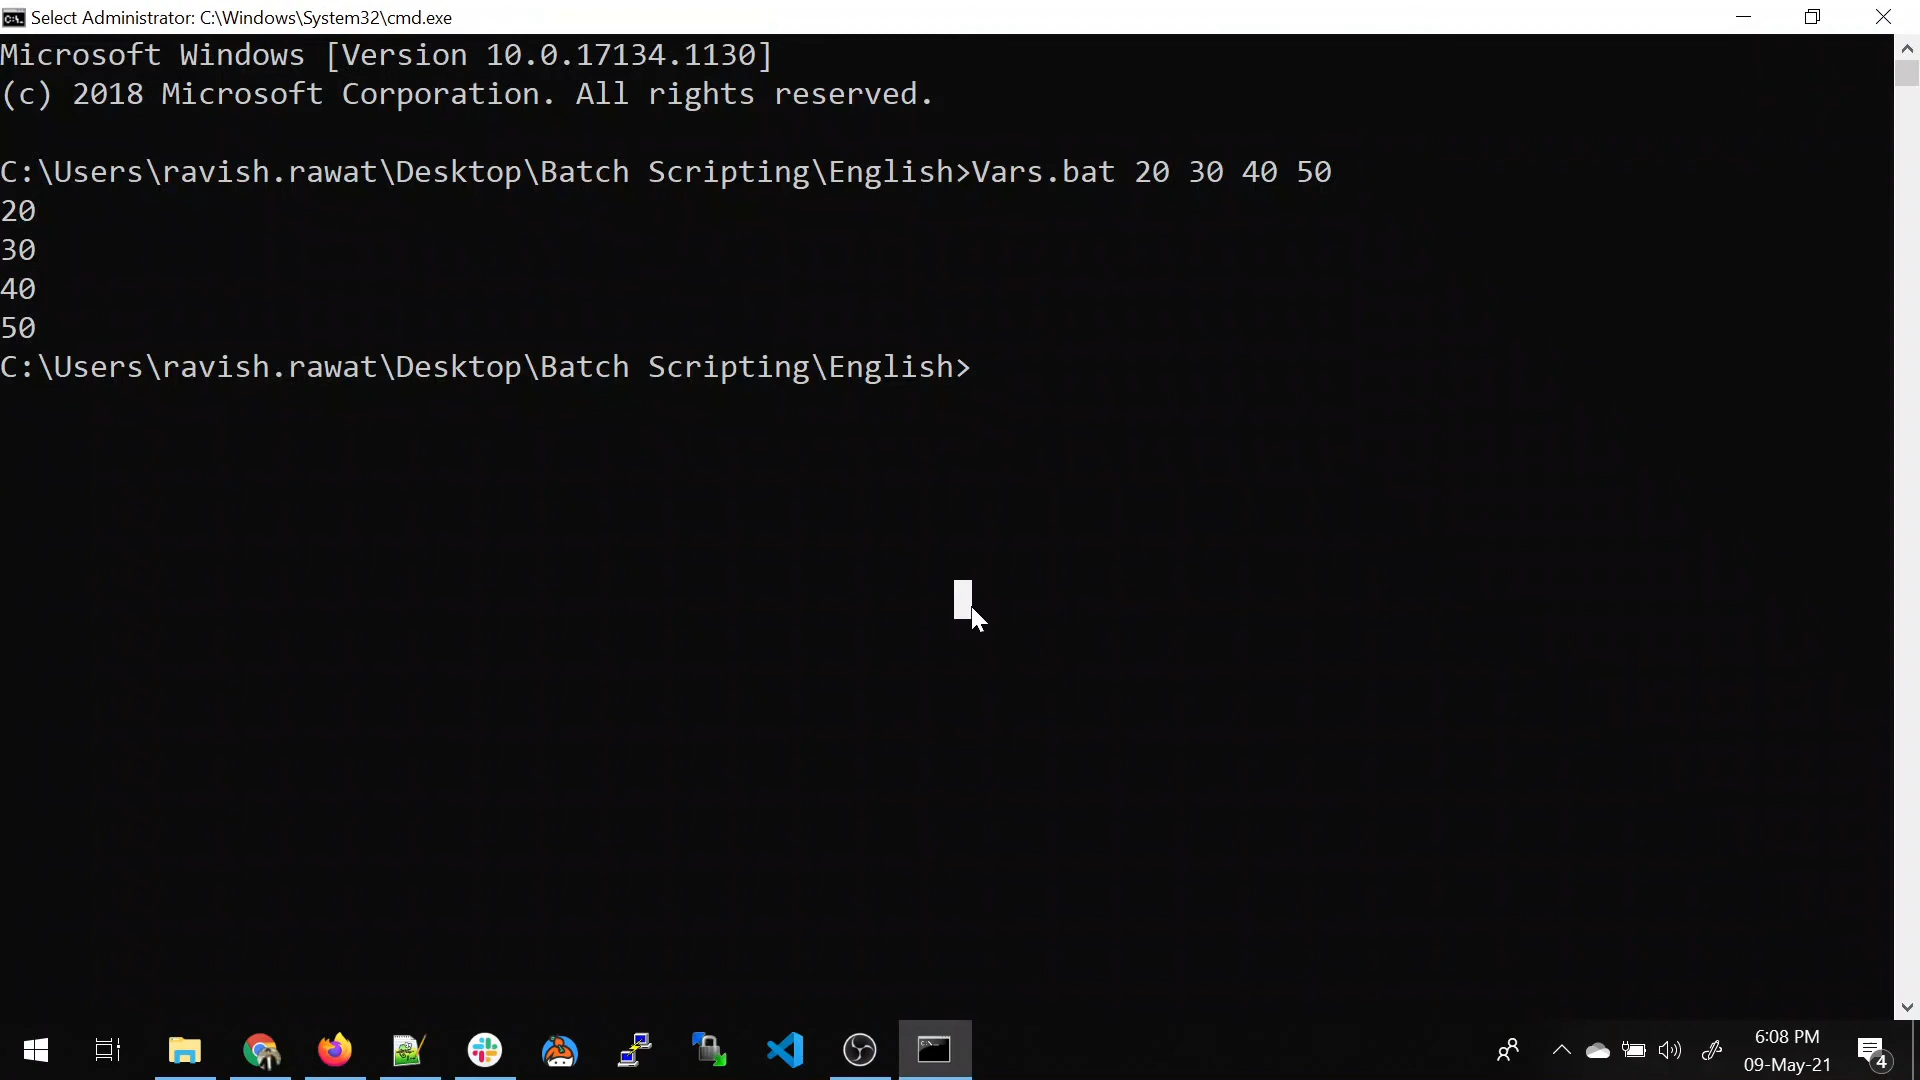 Select Administrator: C:\Windows\System32\cmd.exe
Microsoft Windows [Version 10.0.17134.1130]
(c) 2018 Microsoft Corporation. All rights reserved.
C:\Users\ravish.rawat\Desktop\Batch Scripting\English>Vars.bat 20 30 40 50
20
30
40
50
C:\Users\ravish.rawat\Desktop\Batch Scripting\English>
6:08 PM
09-May-21
4